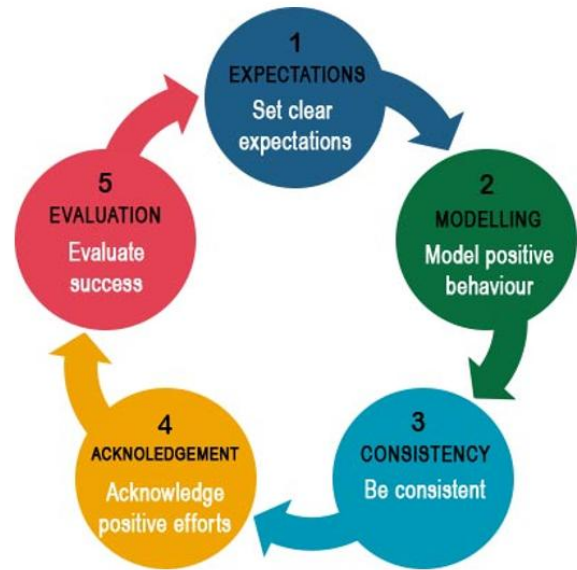 1
EXPECTATIONS
Set clear
expectations
2
MODELLING
Model positive
behaviour
3
CONSISTENCY
Be consistent
4
ACKNOLEDGEMENT
Acknowledge
positive efforts
5
EVALUATION
Evaluate
success